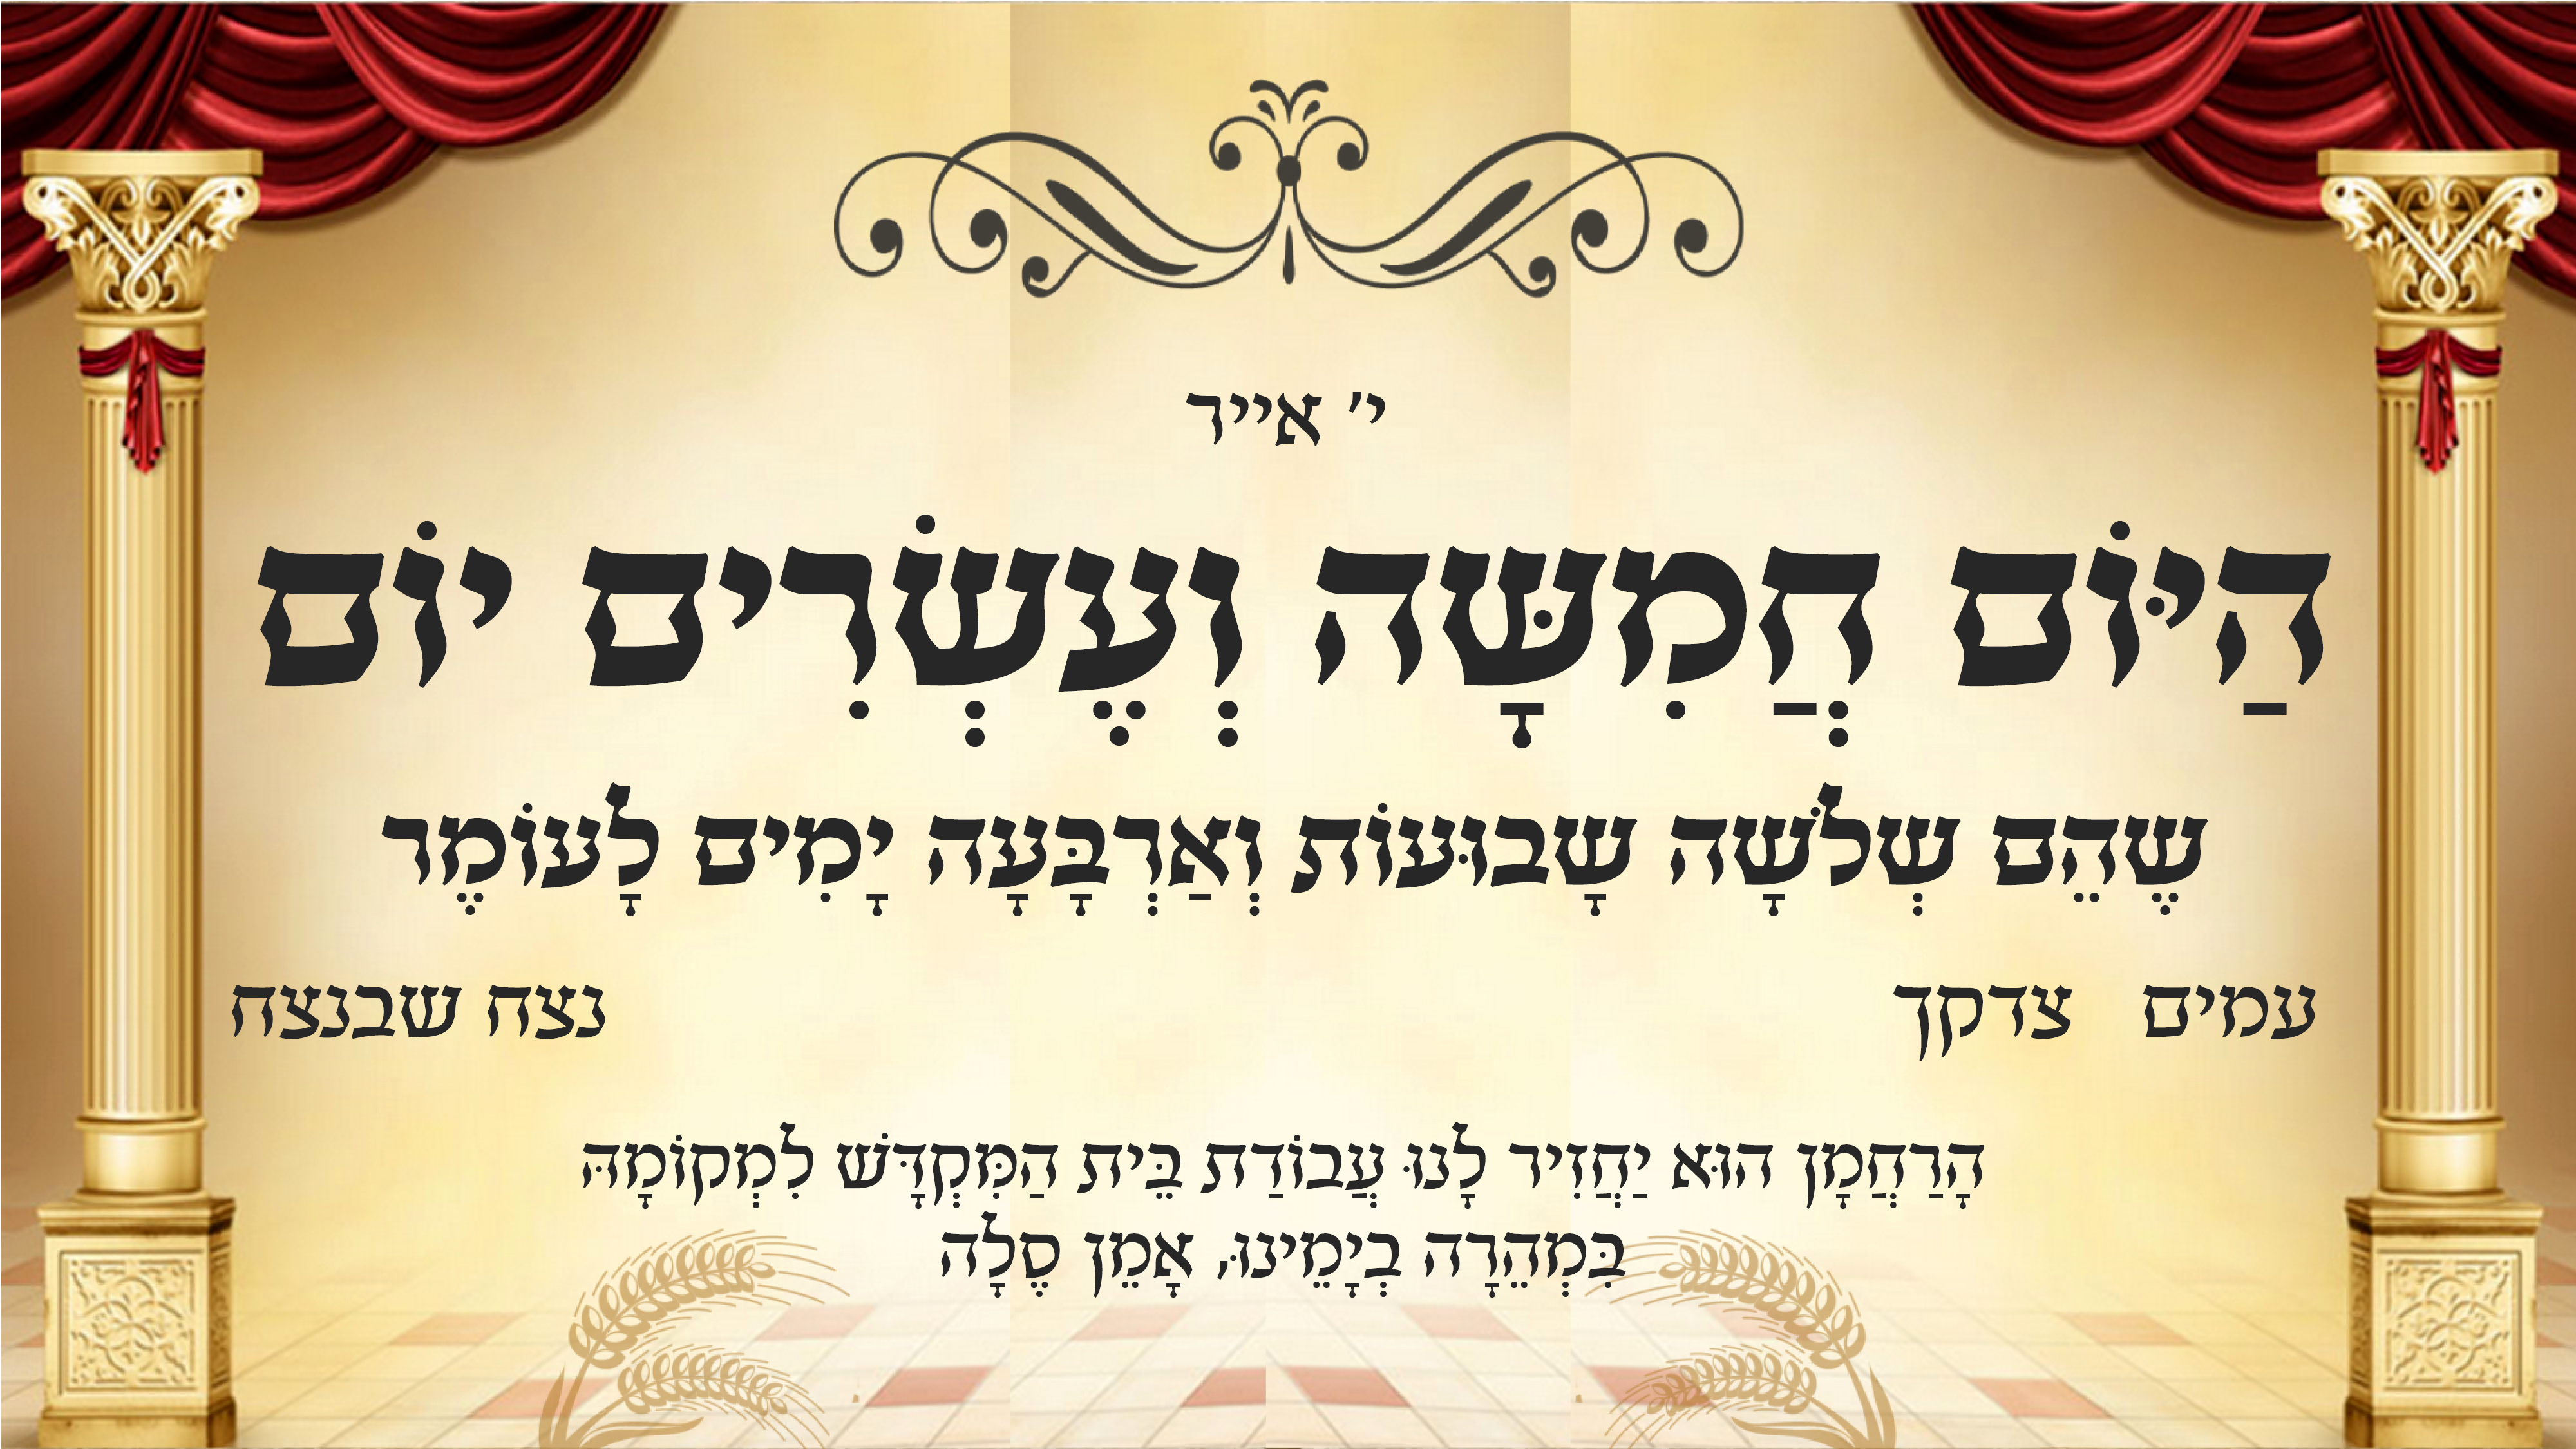 י׳ אייר
הַיּוֹם חֲמִשָּׁה וְעֶשְׂרִים יוֹם
שֶׁהֵם שְׁלֹשָׁה שָׁבוּעוֹת וְאַרְבָּעָה יָמִים לָעוֹמֶר
עמים צדקך נצח שבנצח
הָרַחֲמָן הוּא יַחֲזִיר לָנוּ עֲבוֹדַת בֵּית הַמִּקְדָּשׁ לִמְקוֹמָהּ
בִּמְהֵרָה בְיָמֵינוּ, אָמֵן סֶלָה